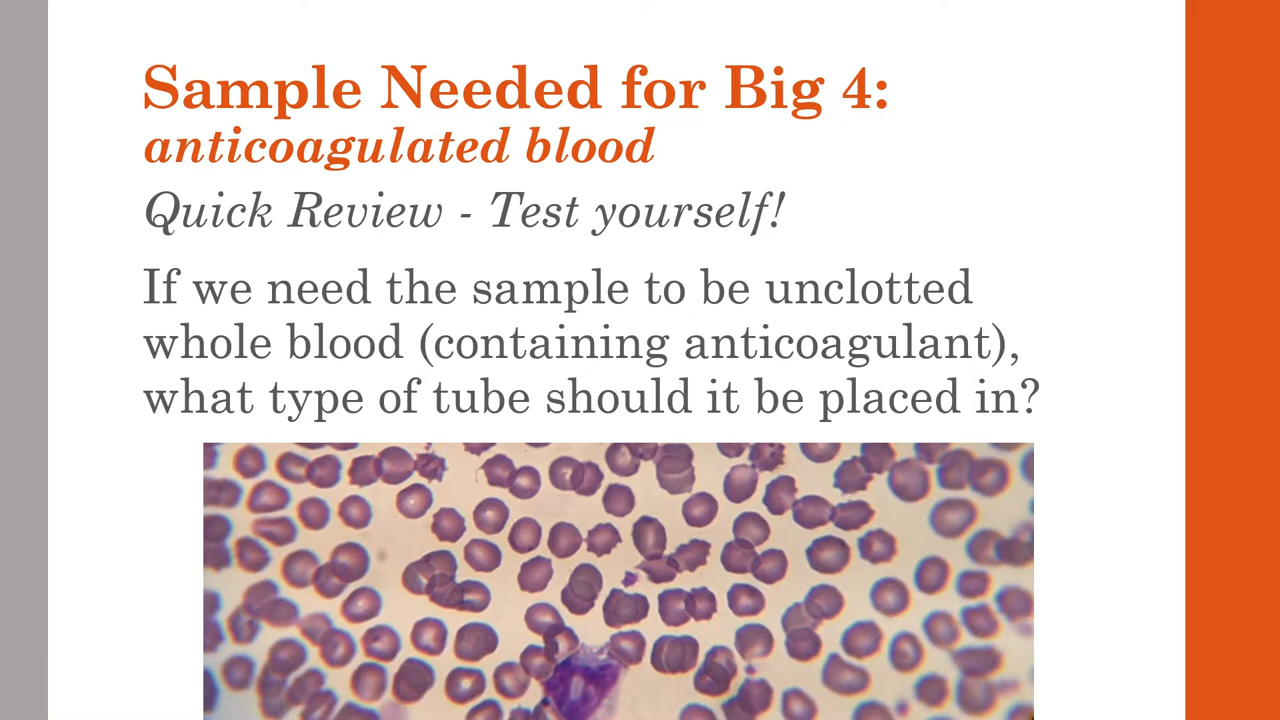 Sample Needed for Big 4:
anticoagulated blood
Quick Review - Test yourself!
If we need the sample to be unclotted
whole blood (containing anticoagulant),
what type of tube should it be placed in?